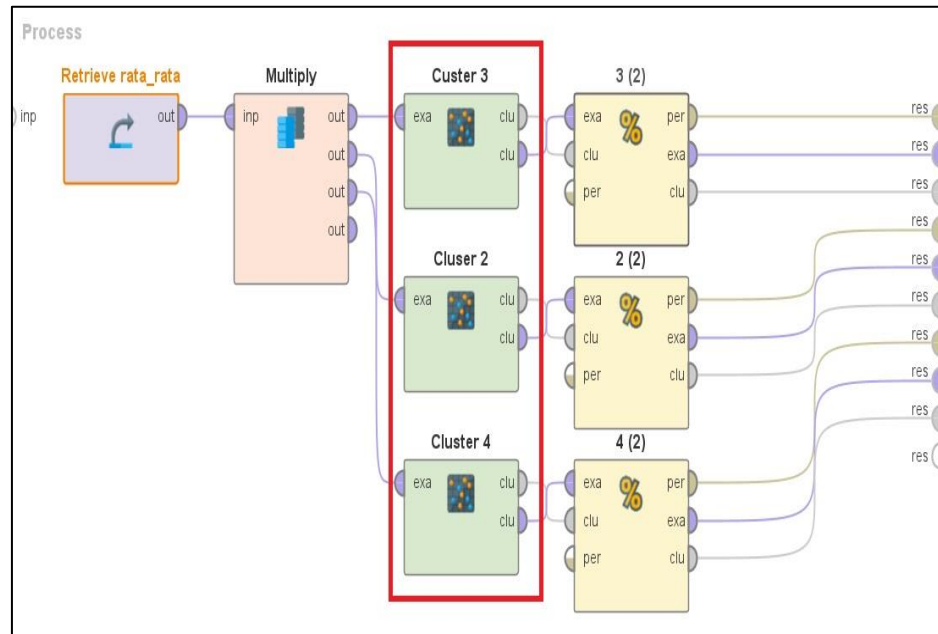 Process
Retrieve rata_rata
Multiply
Custer 3
3 (2)
inp
out
inp
out
out
out
out
exa
clu
clu
exa
clu
per
per
exa
clu
res
res
res
Cluser 2
2 (2)
exa
clu
clu
exa
clu
per
per
exa
clu
res
res
res
Cluster 4
4 (2)
exa
clu
clu
exa
clu
per
per
exa
clu
res
res
res
res
%
%
%